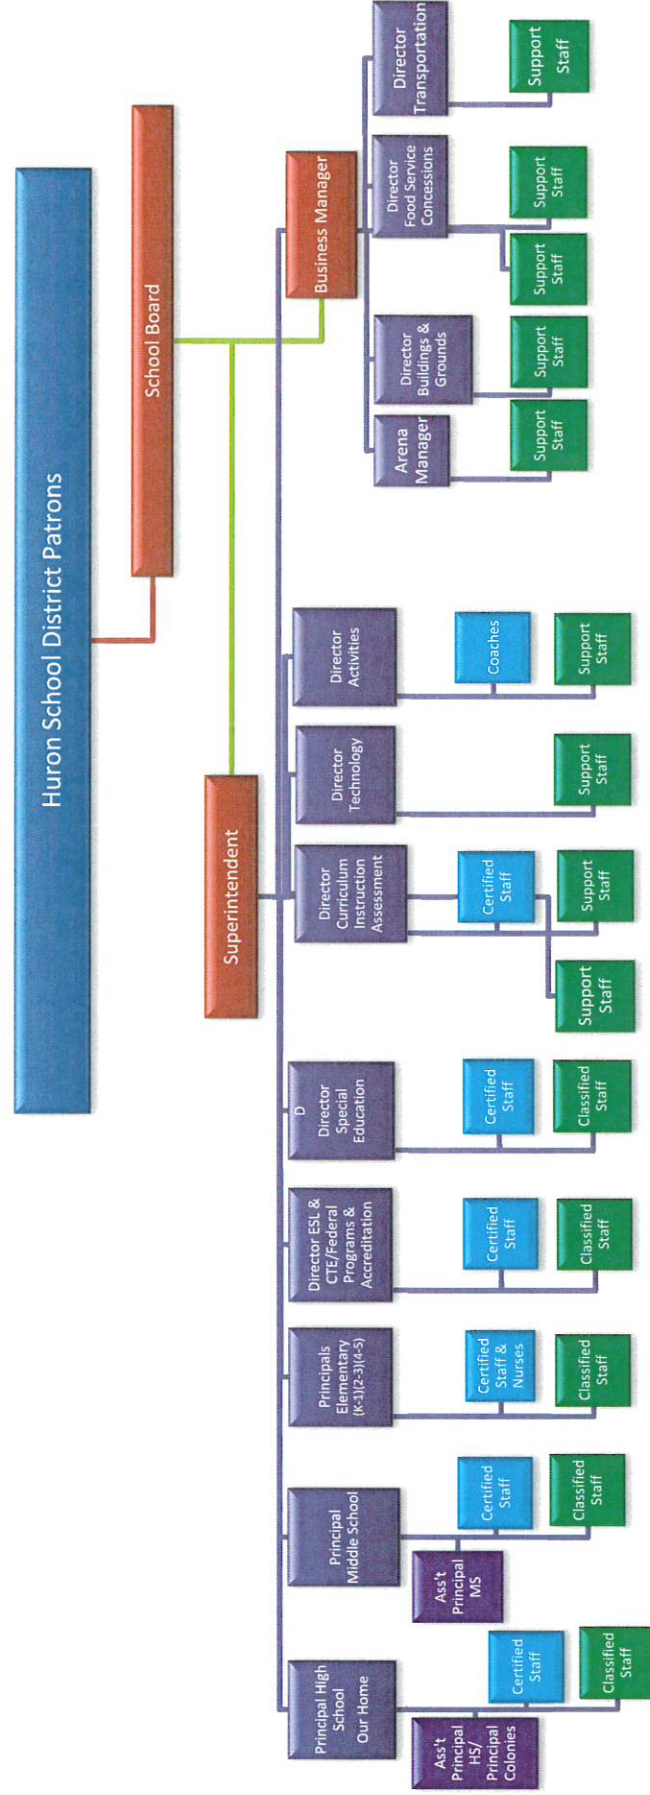 Huron School District Patrons
School Board
Superintendent
Business Manager
Principal High
School
Our Home
Principal
Middle School
Principals
Elementary
(K-1)(2-3)(4-5)
Director ESL &
CTE/Federal
Programs &
Accreditation
D
Director
Special
Education
Director
Curriculum
Instruction
Assessment
Director
Technology
Director
Activities
Arena
Manager
Director
Buildings &
Grounds
Director
Food Service
Concessions
Director
Transportation
Ass't
Principal
HS/
Principal
Colonies
Certified
Staff
Classified
Staff
Ass't
Principal
MS
Certified
Staff
Classified
Staff
Certified
Staff &
Nurses
Classified
Staff
Certified
Staff
Classified
Staff
Certified
Staff
Classified
Staff
Certified
Staff
Support
Staff
Support
Staff
Support
Staff
Coaches
Support
Staff
Support
Staff
Support
Staff
Support
Staff
Support
Staff
Support
Staff